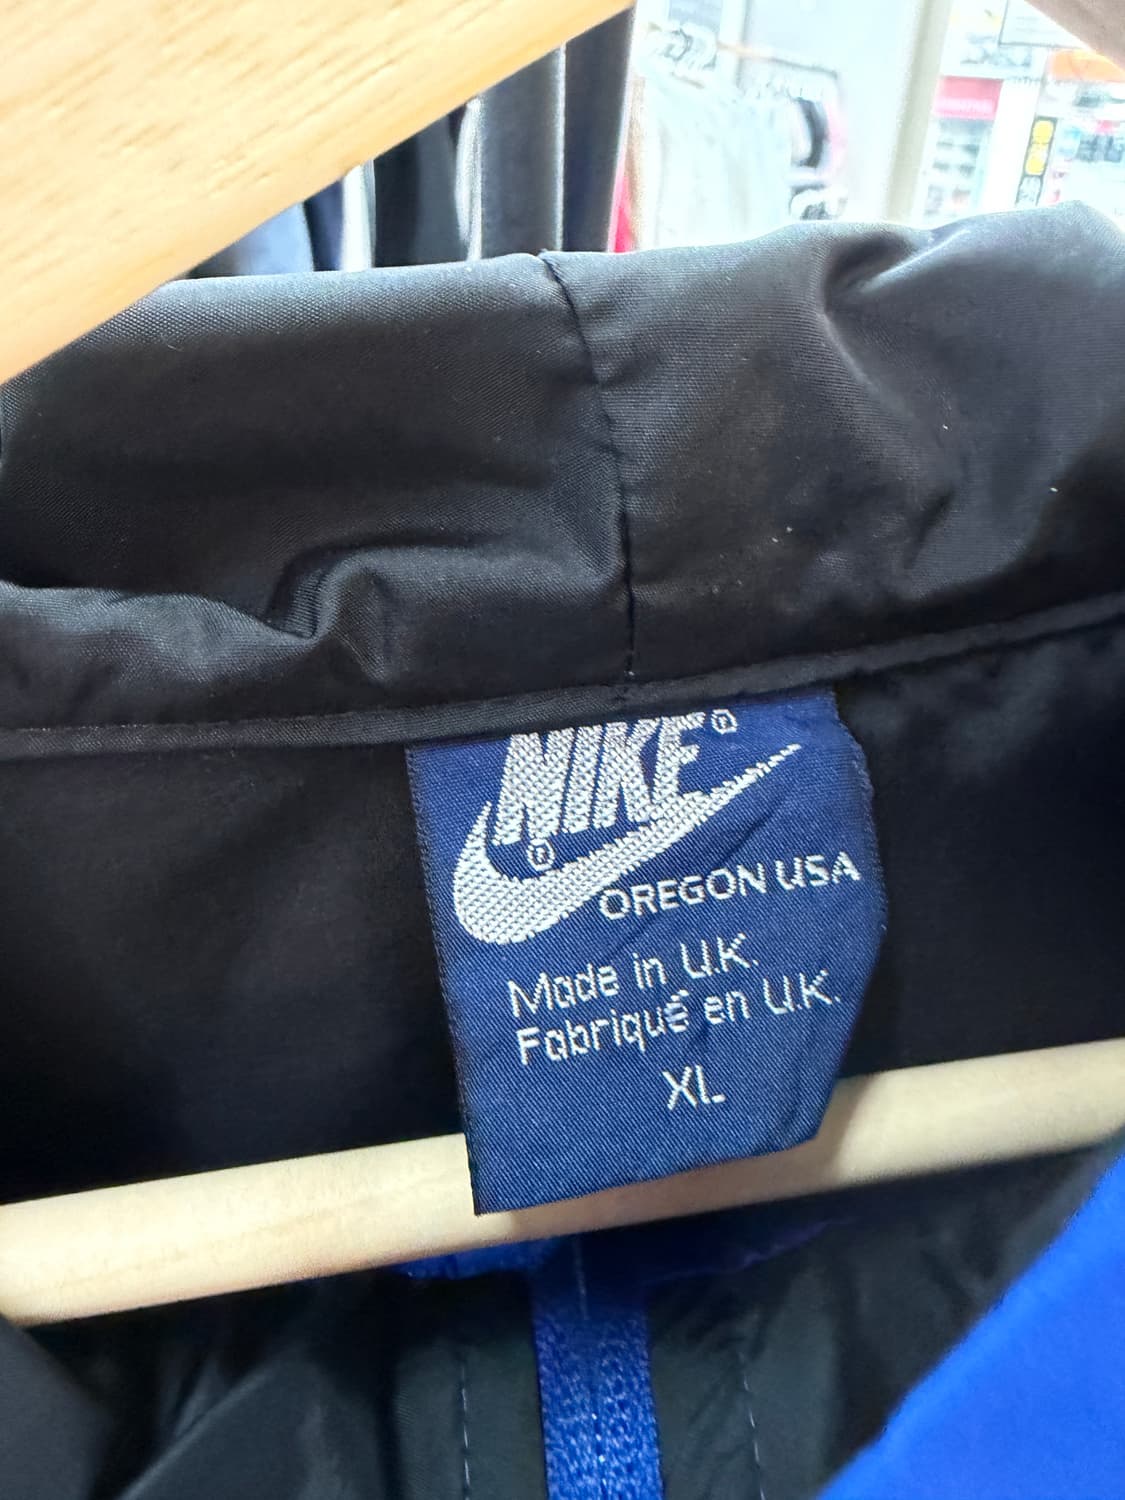 NIKE®
®
OREGON USA
Made in U.K.
Fabriqué en U.K.
XL